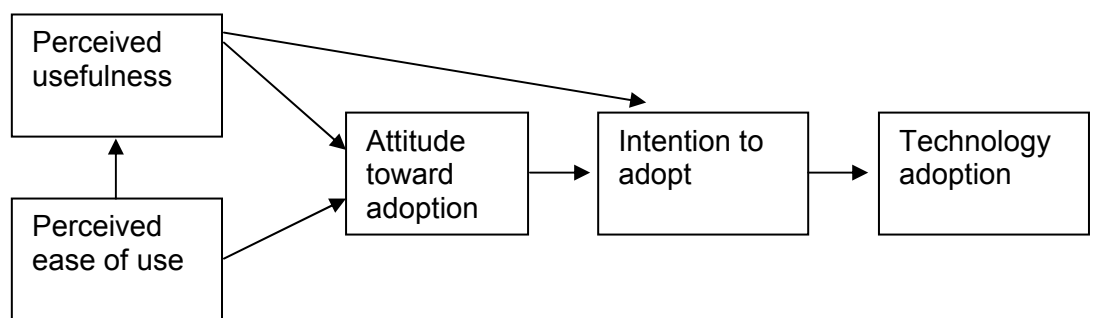 Perceived
usefulness
Perceived
ease of use
Attitude
toward
adoption
Intention to
adopt
Technology
adoption